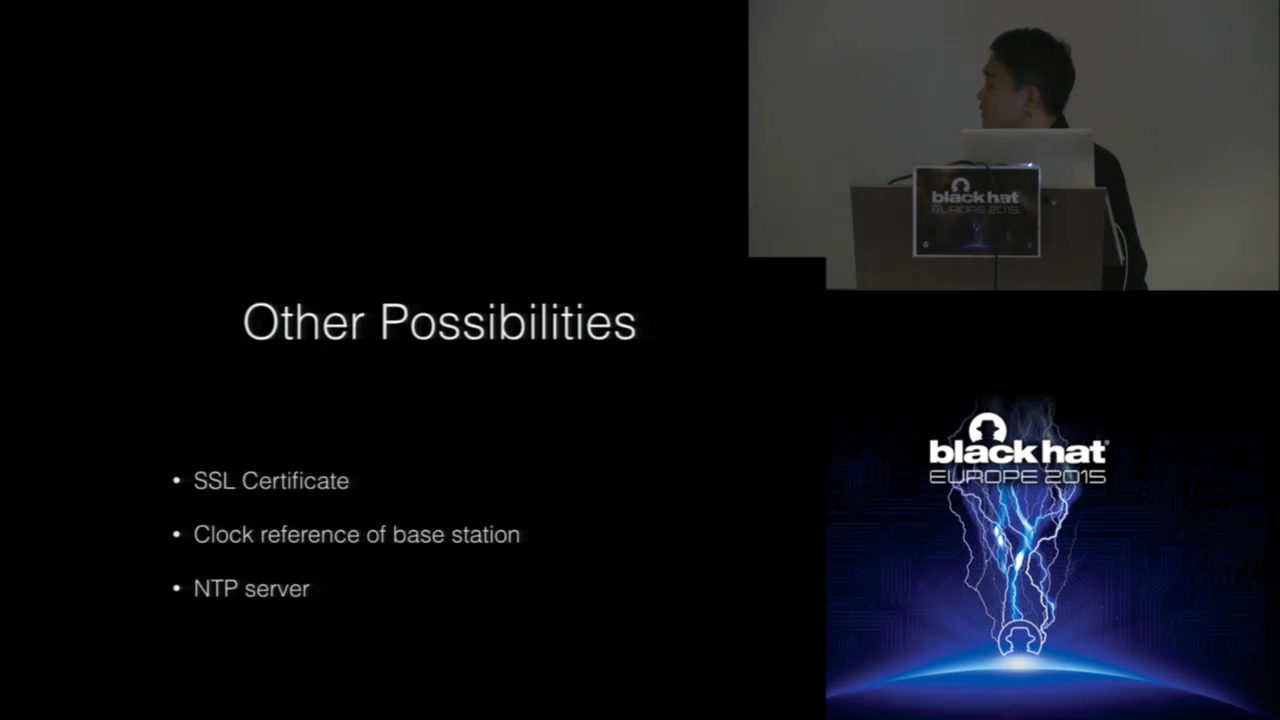 Other Possibilities
• SSL Certificate
• Clock reference of base station
• NTP server
black hat
EUROPE 2015
black hat®
EUROPE 2015